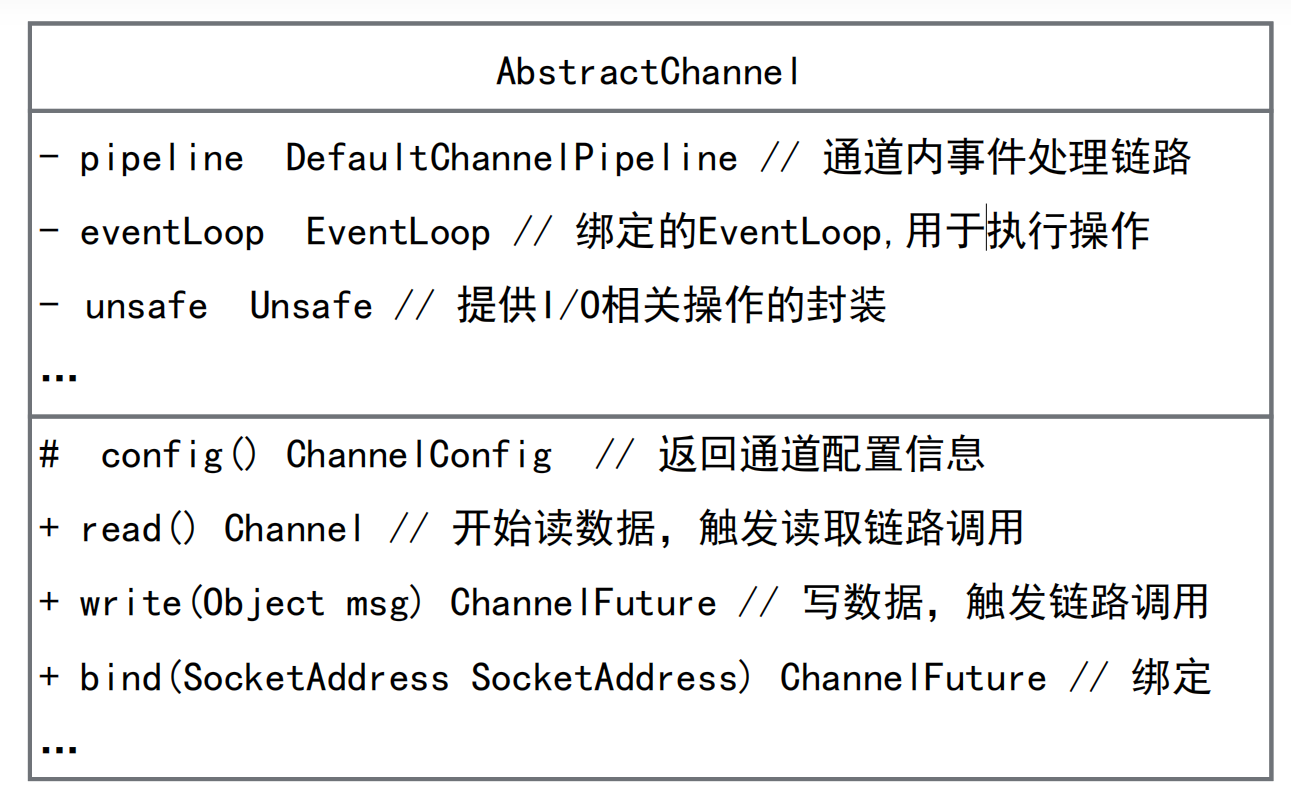 AbstractChannel
- pipeline  DefaultChannelPipeline // 通道内事件处理链路
- eventLoop  EventLoop // 绑定的EventLoop,用于执行操作
- unsafe  Unsafe // 提供I/O相关操作的封装
…
#  config() ChannelConfig  // 返回通道配置信息
+ read() Channel // 开始读数据，触发读取链路调用
+ write(Object msg) ChannelFuture // 写数据，触发链路调用
+ bind(SocketAddress SocketAddress) ChannelFuture // 绑定
…